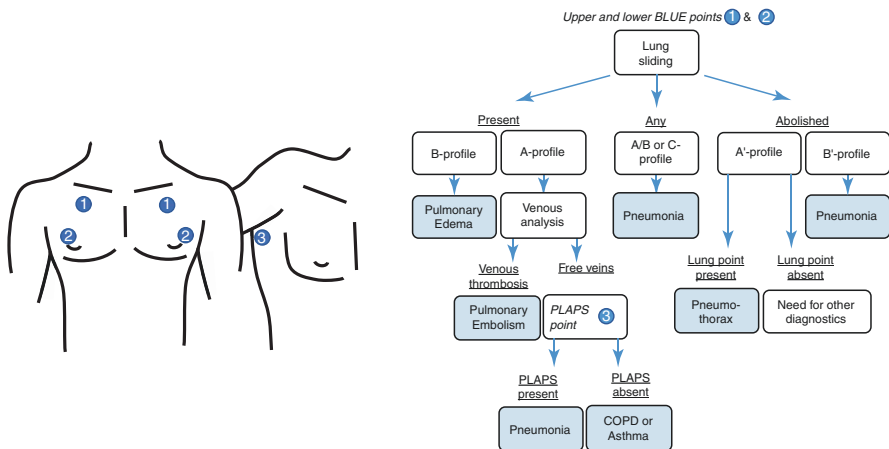 Upper and lower BLUE points 1 & 2
Lung
sliding
Present
Any
Abolished
B-profile
A-profile
A/B or C-
profile
A'-profile
B'-profile
Pulmonary
Edema
Venous
analysis
Pneumonia
Pneumonia
Venous
thrombosis
Free veins
Lung point
present
Lung point
absent
Pulmonary
Embolism
PLAPS
point 3
Pneumo-
thorax
Need for other
diagnostics
PLAPS
present
PLAPS
absent
Pneumonia
COPD or
Asthma
1
1
2
2
3